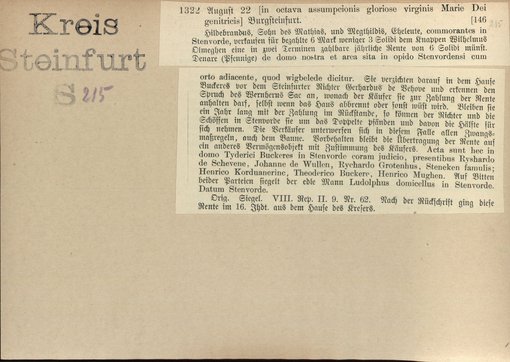 Kreis
Steinfurt
S 215
1322 August 22 [in octava assumpcionis gloriose virginis Marie Dei
genitricis] Burgsteinfurt. [146 215
Hildebrandus, Sohn des Mathias, und Megthildis, Eheleute, commorantes in
Stenvorde, verkaufen für bezahlte 6 Mark weniger 3 Solidi dem Knappen Wilhelmus
Olmeghen eine in zwei Terminen zahlbare jährliche Rente von 6 Solidi münst.
Denare (Pfennige) de domo nostra et area sita in opido Stenvordensi cum
orto adiacente, quod wigbelede dicitur. Sie verzichten darauf in dem Hause
Buckers vor dem Steinfurter Richter Gerhardus de Vehove und erkennen den
Spruch des Wernherus Sac an, wonach der Käufer sie zur Zahlung der Rente
anhalten darf, selbst wenn das Haus abbrennt oder sonst wüst wird. Bleiben sie
ein Jahr lang mit der Zahlung im Rückstande, so können der Richter und die
Schöffen in Stenvorde sie um das Doppelte pfänden und davon die Hälfte für
sich nehmen. Die Verkäufer unterwerfen sich in diesem Falle allen Zwangs-
maßregeln, auch dem Banne. Vorbehalten bleibt die Übertragung der Rente auf
ein anderes Vermögensobjekt mit Zustimmung des Käufers. Acta sunt hec in
domo Tyderici Buckeres in Stenvorde coram judicio, presentibus Ryshardo
de Schevene, Johanne de Wullen, Rychardo Grotenhus, Steneken famulis;
Henrico Korduanerine, Theoderico Buckere, Henrico Mughen. Auf Bitten
beider Parteien siegelt der edle Mann Ludolphus domicellus in Stenvorde.
Datum Stenvorde.
Orig. Siegel. VIII. Rep. II. 9. Nr. 62. Nach der Rückschrift ging diese
Rente im 16. Jhdt. aus dem Hause des Kresers.